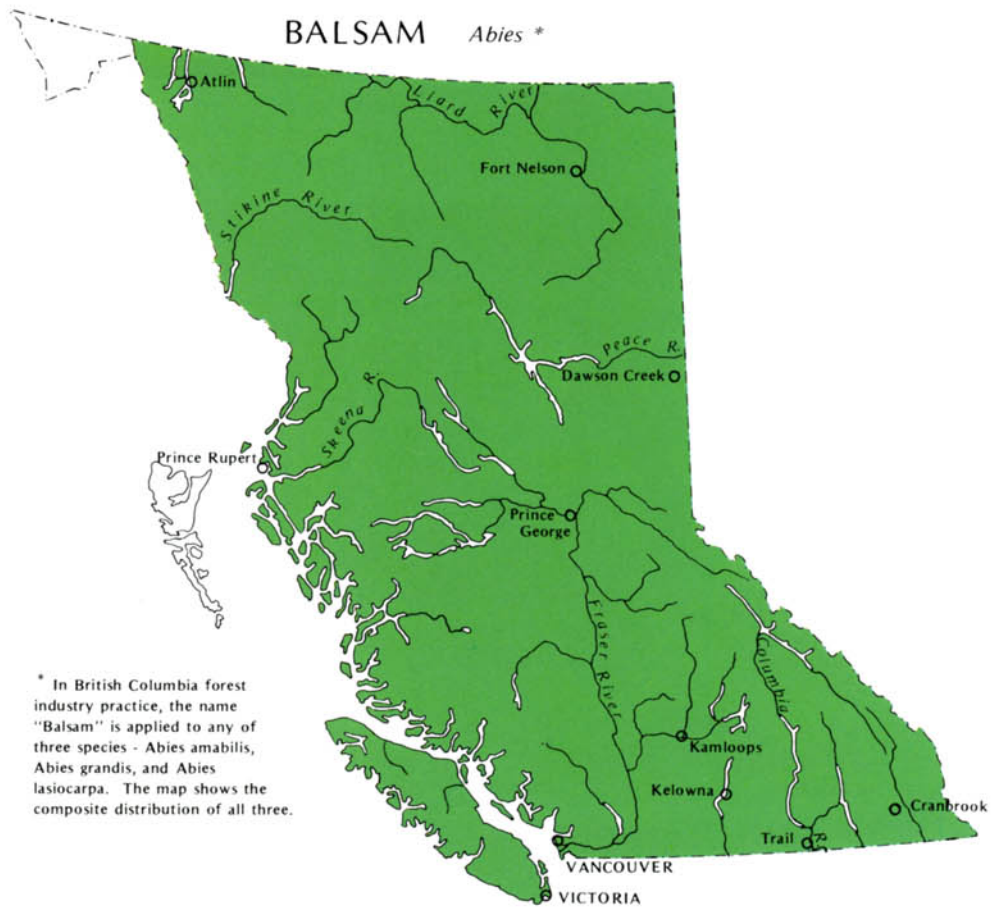 BALSAM Abies *
Atlin
Liard River
Fort Nelson
Stikine River
Peace R.
Dawson Creek
Skeena R.
Prince Rupert
Prince
George
Fraser River
Columbia
R.
Kamloops
Kelowna
Cranbrook
Trail
VANCOUVER
VICTORIA
* In British Columbia forest
industry practice, the name
"Balsam" is applied to any of
three species - Abies amabilis,
Abies grandis, and Abies
lasiocarpa. The map shows the
composite distribution of all three.